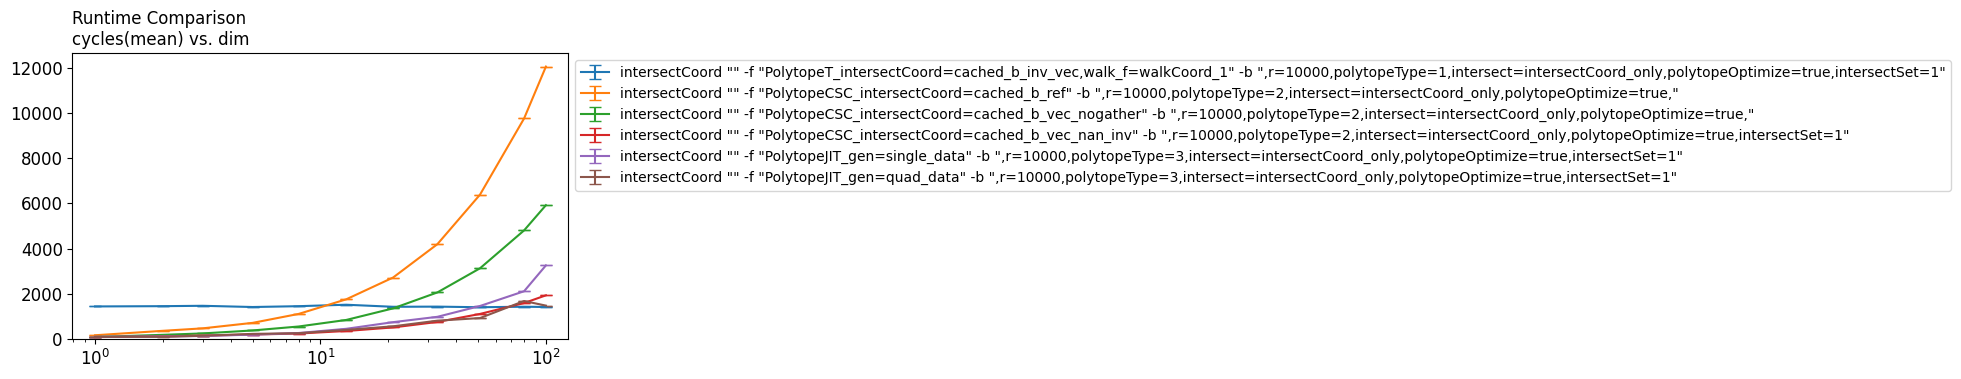 Runtime Comparison
cycles(mean) vs. dim
12000
10000
8000
6000
4000
2000
0
10^0
10^1
10^2
intersectCoord "" -f "PolytopeT_intersectCoord=cached_b_inv_vec,walk_f=walkCoord_1" -b ",r=10000,polytopeType=1,intersect=intersectCoord_only,polytopeOptimize=true,intersectSet=1"
intersectCoord "" -f "PolytopeCSC_intersectCoord=cached_b_ref" -b ",r=10000,polytopeType=2,intersect=intersectCoord_only,polytopeOptimize=true,"
intersectCoord "" -f "PolytopeCSC_intersectCoord=cached_b_vec_nogather" -b ",r=10000,polytopeType=2,intersect=intersectCoord_only,polytopeOptimize=true,"
intersectCoord "" -f "PolytopeCSC_intersectCoord=cached_b_vec_nan_inv" -b ",r=10000,polytopeType=2,intersect=intersectCoord_only,polytopeOptimize=true,intersectSet=1"
intersectCoord "" -f "PolytopeJIT_gen=single_data" -b ",r=10000,polytopeType=3,intersect=intersectCoord_only,polytopeOptimize=true,intersectSet=1"
intersectCoord "" -f "PolytopeJIT_gen=quad_data" -b ",r=10000,polytopeType=3,intersect=intersectCoord_only,polytopeOptimize=true,intersectSet=1"